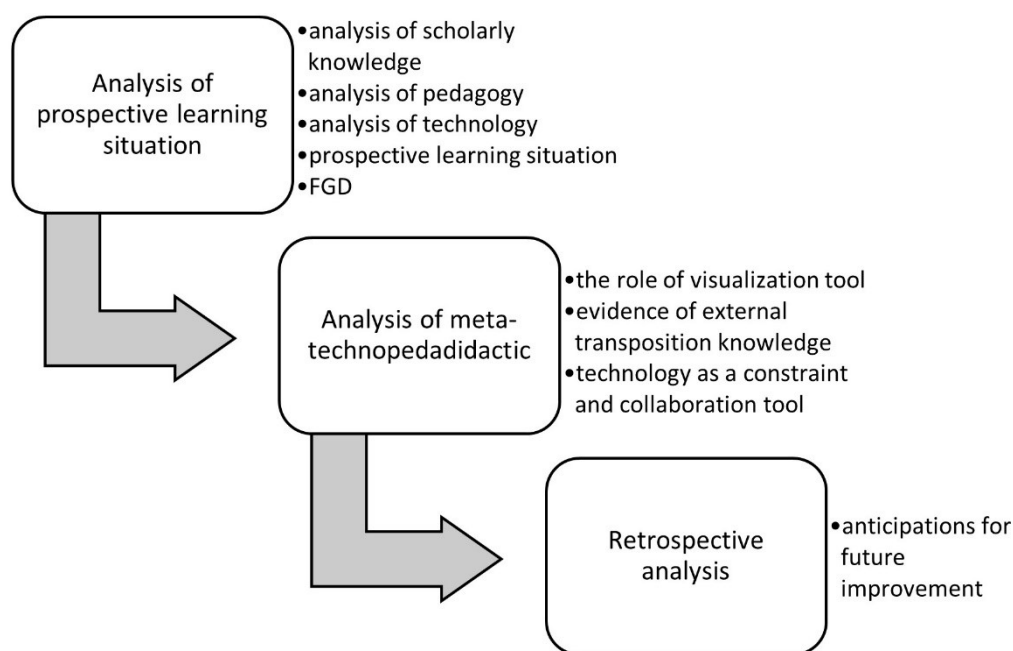 Analysis of
prospective learning
situation
•analysis of scholarly
knowledge
•analysis of pedagogy
•analysis of technology
•prospective learning situation
•FGD
Analysis of meta-
technopedadidactic
•the role of visualization tool
•evidence of external
transposition knowledge
•technology as a constraint
and collaboration tool
Retrospective
analysis
•anticipations for
future
improvement